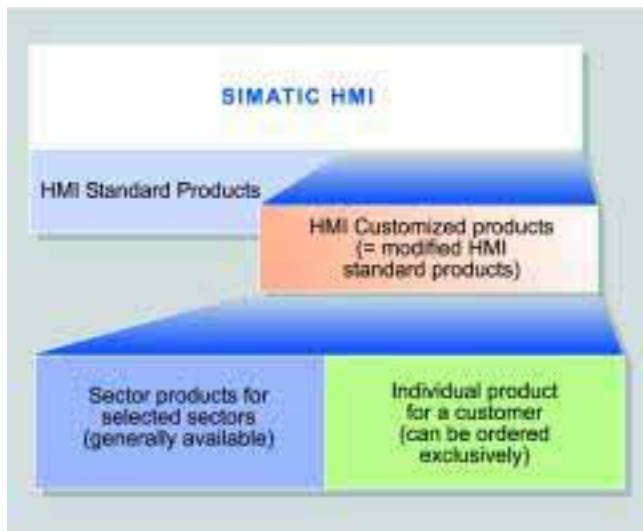 SIMATIC HMI
HMI Standard Products
HMI Customized products
(= modified HMI
standard products)
Sector products for
selected sectors
(generally available)
Individual product
for a customer
(can be ordered
exclusively)